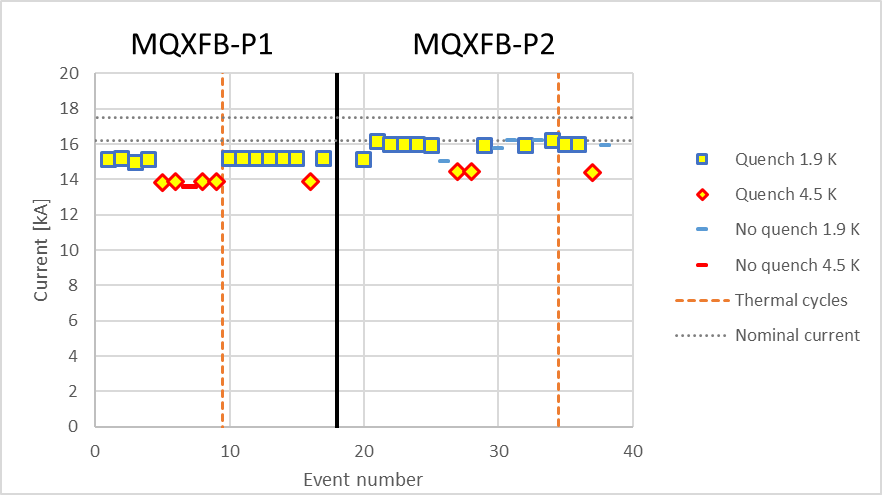 MQXFB-P1 MQXFB-P2
20
18
16
14
12
10
8
6
4
2
0
Current [kA]
0 10 20 30 40
Event number
Quench 1.9 K
Quench 4.5 K
No quench 1.9 K
No quench 4.5 K
Thermal cycles
Nominal current